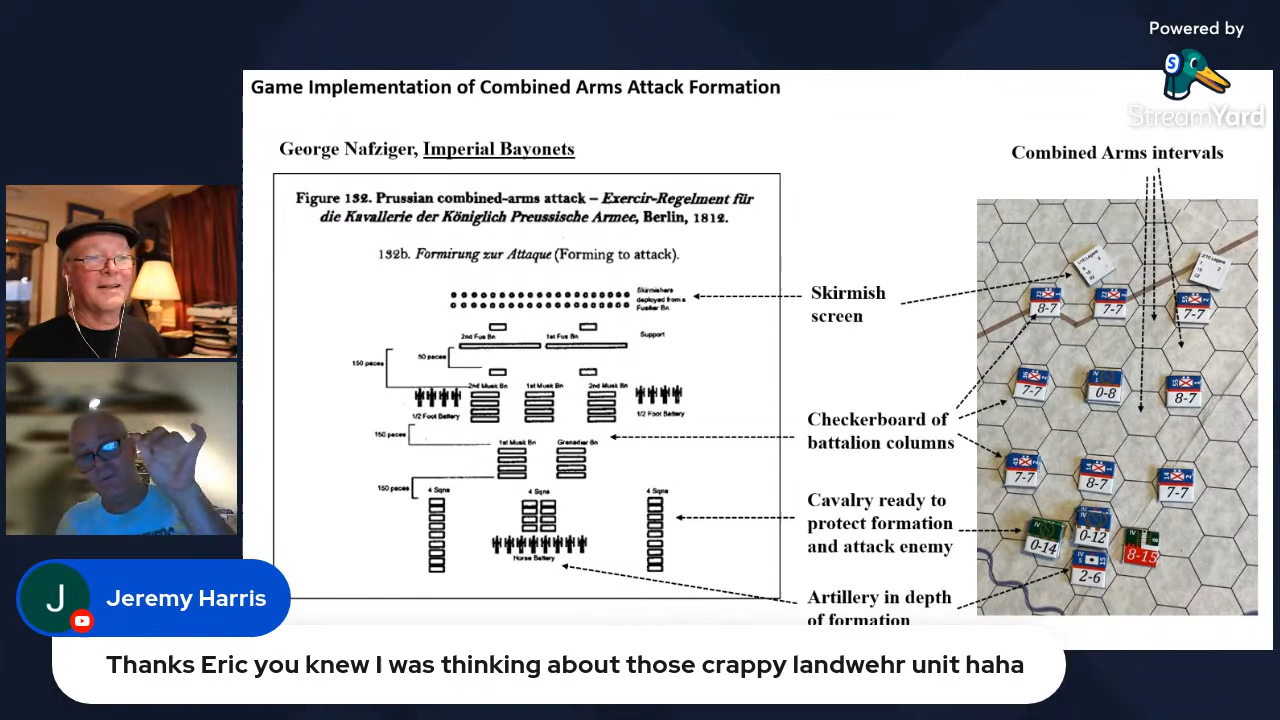 Powered by
S
StreamYard
Game Implementation of Combined Arms Attack Formation
George Nafziger, Imperial Bayonets
Combined Arms intervals
Figure 132. Prussian combined-arms attack – Exercir-Regelment für
die Kavallerie der Königlich Preussische Armee, Berlin, 1812.
132b. Formirung zur Attaque (Forming to attack).
Skirmishers
deployed from a
Fusilier Bn.
2nd Fus Bn
1st Fus Bn
Support
50 paces
150 paces
2nd Musk Bn
1st Musk Bn
2nd Musk Bn
1/2 Foot Battery
1/2 Foot Battery
150 paces
1st Musk Bn
Grenadier Bn
150 paces
4 Sqns
4 Sqns
4 Sqns
Horse Battery
Skirmish
screen
Checkerboard of
battalion columns
Cavalry ready to
protect formation
and attack enemy
Artillery in depth
of formation
8-7
7-7
7-7
7-7
0-8
8-7
7-7
8-7
7-7
0-14
0-12
8-15
2-6
J
Jeremy Harris
Thanks Eric you knew I was thinking about those crappy landwehr unit haha